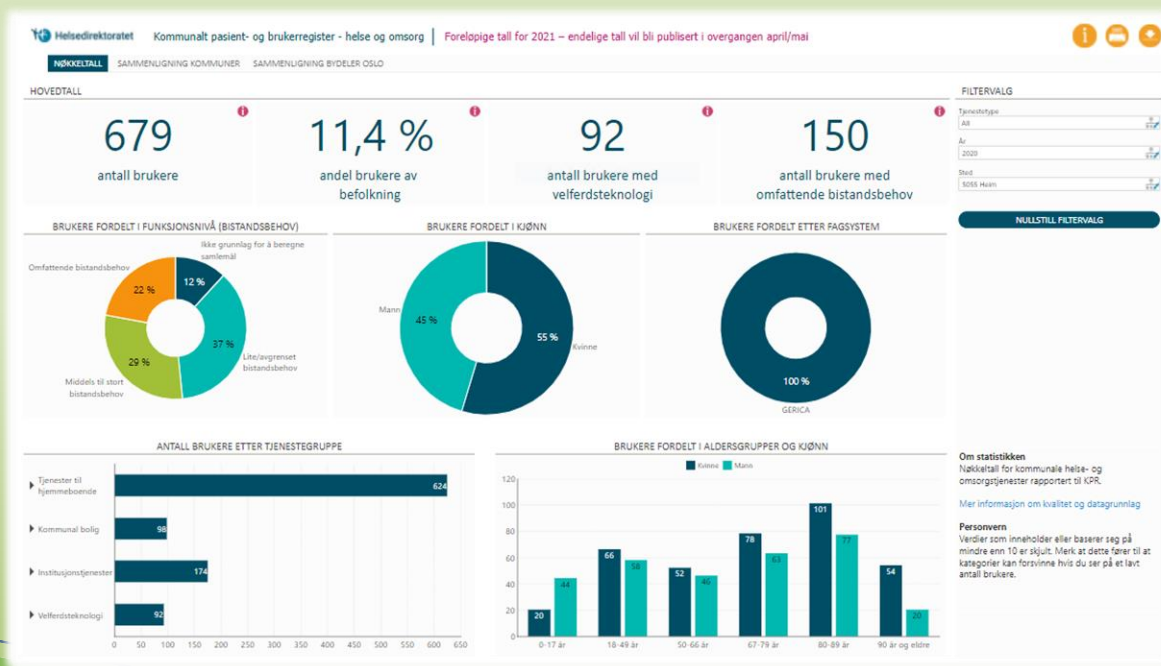 Helsedirektoratet
Kommunalt pasient- og brukerregister - helse og omsorg | Foreløpige tall for 2021 – endelige tall vil bli publisert i overgangen april/mai
NØKKELTALL SAMMENLIGNING KOMMUNER SAMMENLIGNING BYDELER OSLO
HOVEDTALL
679
antall brukere
11,4 %
andel brukere av
befolkning
92
antall brukere med
velferdsteknologi
150
antall brukere med
omfattende bistandsbehov
FILTERVALG
Tjenestetype
All
År
2020
Sted
5055 Heim
NULLSTILL FILTERVALG
BRUKERE FORDELT I FUNKSJONSNIVÅ (BISTANDSBEHOV)
Ikke grunnlag for å beregne
samlemål
12 %
Omfattende bistandsbehov
22 %
37 %
Lite/avgrenset
bistandsbehov
29 %
Middels til stort
bistandsbehov
BRUKERE FORDELT I KJØNN
Mann
45 %
55 %
Kvinne
BRUKERE FORDELT ETTER FAGSYSTEM
100 %
GERICA
ANTALL BRUKERE ETTER TJENESTEGRUPPE
Tjenester til
hjemmeboende
624
Kommunal bolig
98
Institusjonstjenester
174
Velferdsteknologi
92
0 50 100 150 200 250 300 350 400 450 500 550 600 650
BRUKERE FORDELT I ALDERSGRUPPER OG KJØNN
Kvinne Mann
120
100
80
60
40
20
0
20 44
66 58
52 46
78 63
101 77
54 20
0-17 år 18-49 år 50-66 år 67-79 år 80-89 år 90 år og eldre
Om statistikken
Nøkkeltall for kommunale helse- og
omsorgstjenester rapportert til KPR.
Mer informasjon om kvalitet og datagrunnlag
Personvern
Verdier som inneholder eller baserer seg på
mindre enn 10 er skjult. Merk at dette fører til at
kategorier kan forsvinne hvis du ser på et lavt
antall brukere.